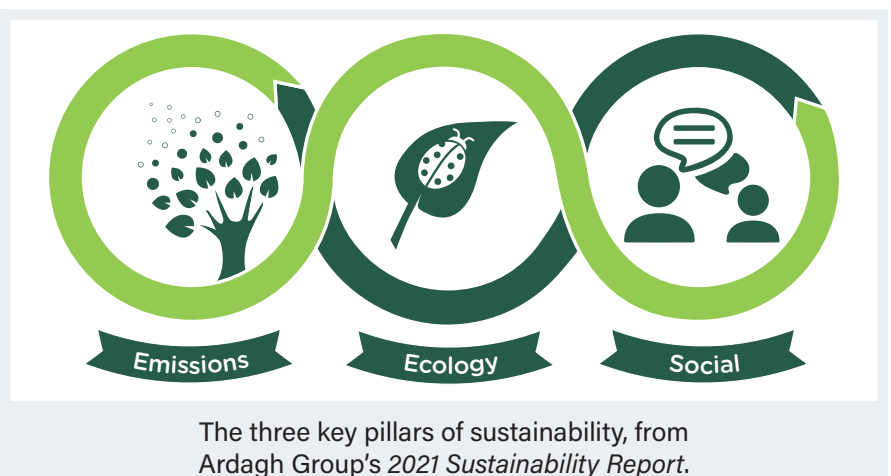 Emissions
Ecology
Social
The three key pillars of sustainability, from
Ardagh Group's 2021 Sustainability Report.